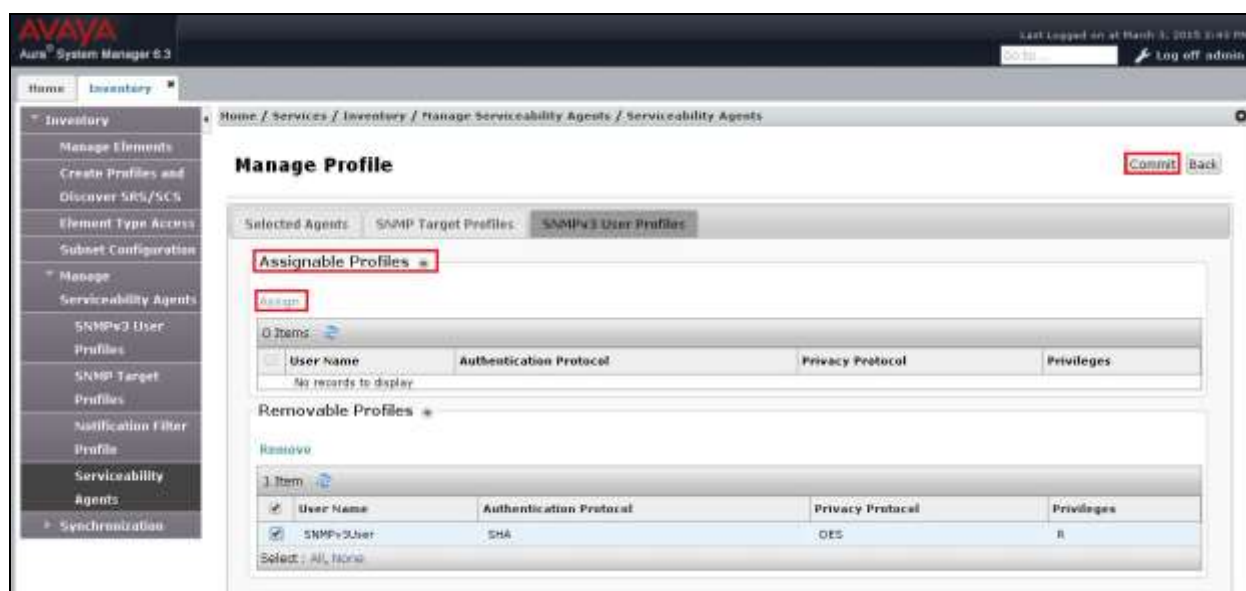 AVAYA
Aura® System Manager 6.3
Last Logged on at March 3, 2015 3:43 PM
Go to...
Log off admin
Home
Inventory
Inventory
Manage Elements
Create Profiles and
Discover SRS/SCS
Element Type Access
Subnet Configuration
Manage
Serviceability Agents
SNMPv3 User
Profiles
SNMP Target
Profiles
Notification Filter
Profile
Serviceability
Agents
Synchronization
Home / Services / Inventory / Manage Serviceability Agents / Serviceability Agents
Manage Profile
Commit Back
Selected Agents SNMP Target Profiles SNMPv3 User Profiles
Assignable Profiles
Assign
0 Items
User Name Authentication Protocol Privacy Protocol Privileges
No records to display
Removable Profiles
Remove
1 Item
User Name Authentication Protocol Privacy Protocol Privileges
SNMPv3User SHA DES R
Select : All, None